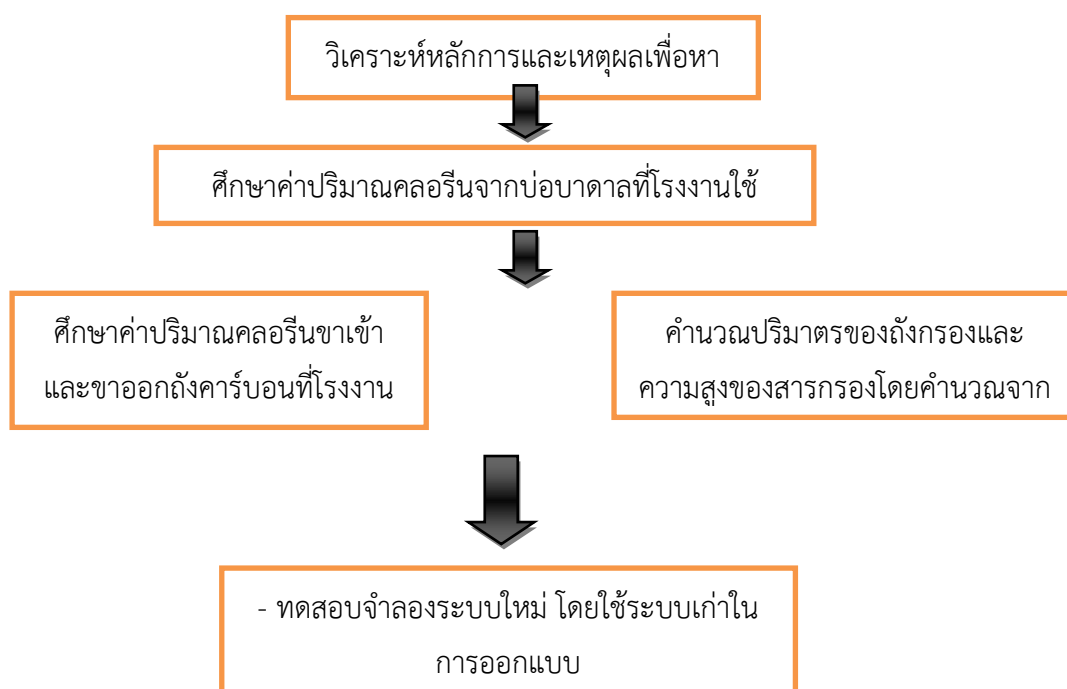 วิเคราะห์หลักการและเหตุผลเพื่อหา
ศึกษาค่าปริมาณคลอรีนจากบ่อบาดาลที่โรงงานใช้
ศึกษาค่าปริมาณคลอรีนขาเข้า
และขาออกถังคาร์บอนที่โรงงาน
คำนวณปริมาตรของถังกรองและ
ความสูงของสารกรองโดยคำนวณจาก
- ทดสอบจำลองระบบใหม่ โดยใช้ระบบเก่าใน
การออกแบบ